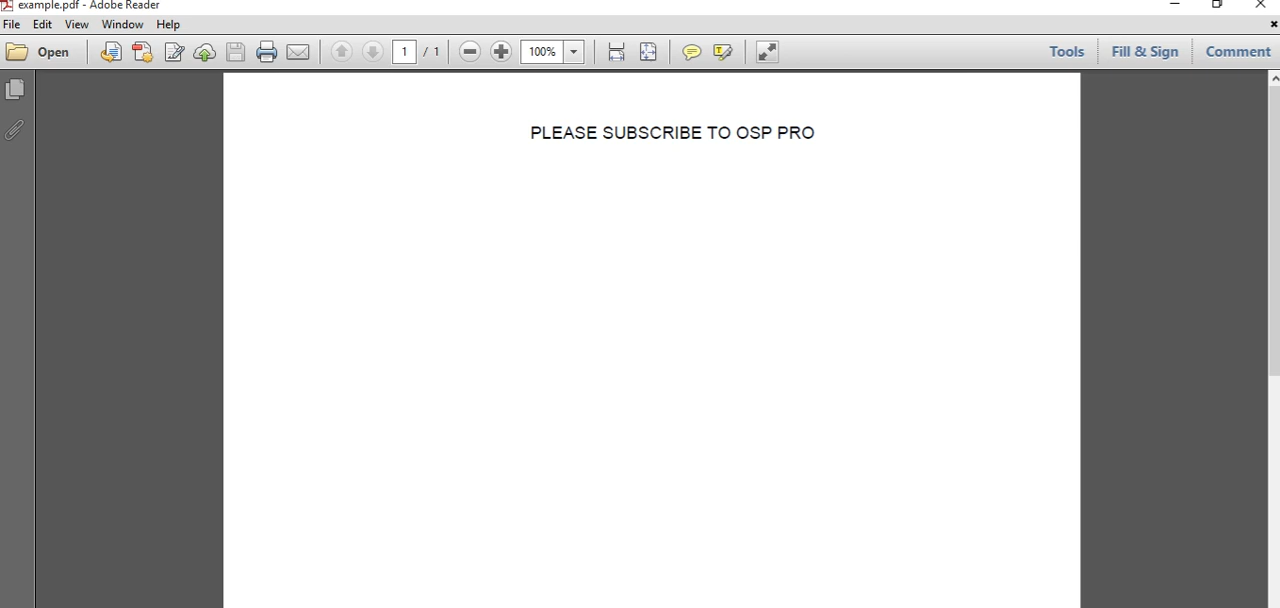 example.pdf - Adobe Reader
File Edit View Window Help
Open 1 / 1 100% Tools Fill & Sign Comment
PLEASE SUBSCRIBE TO OSP PRO